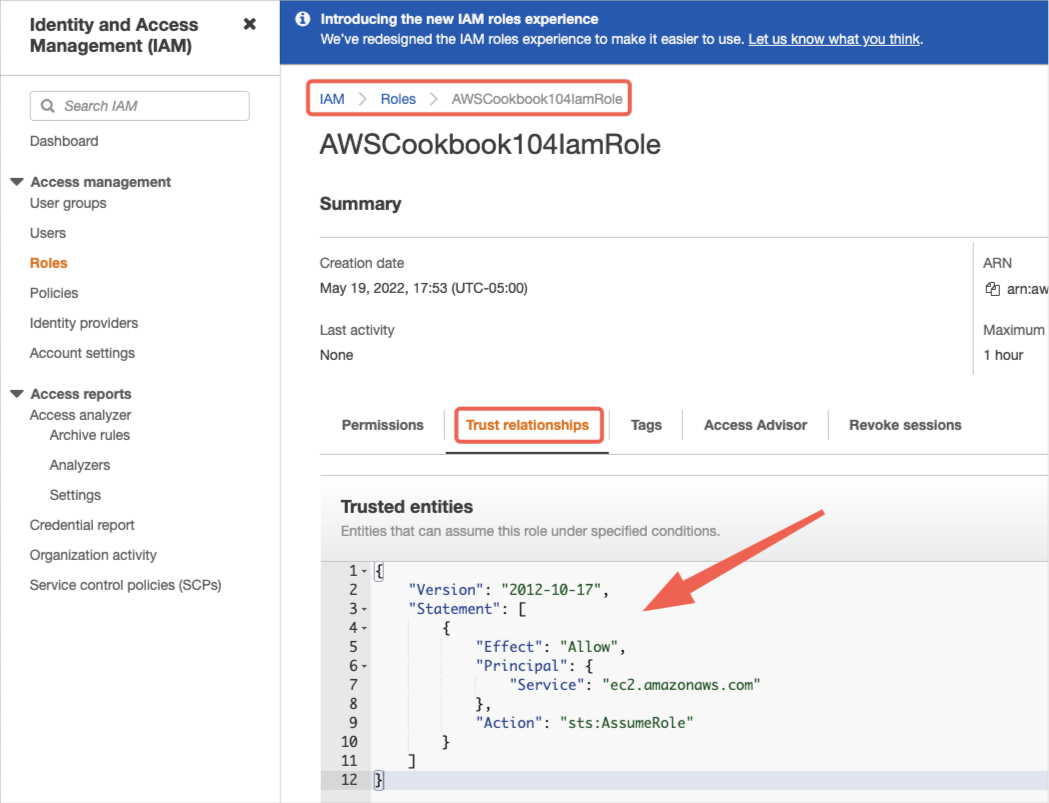 Identity and Access
Management (IAM)
Search IAM
Dashboard
Access management
User groups
Users
Roles
Policies
Identity providers
Account settings
Access reports
Access analyzer
Archive rules
Analyzers
Settings
Credential report
Organization activity
Service control policies (SCPs)
Introducing the new IAM roles experience
We've redesigned the IAM roles experience to make it easier to use. Let us know what you think.
IAM > Roles > AWSCookbook104IamRole
AWSCookbook104IamRole
Summary
Creation date
May 19, 2022, 17:53 (UTC-05:00)
Last activity
None
ARN
arn:aw
Maximum
1 hour
Permissions Trust relationships Tags Access Advisor Revoke sessions
Trusted entities
Entities that can assume this role under specified conditions.
1 {
2 "Version": "2012-10-17",
3 "Statement": [
4 {
5 "Effect": "Allow",
6 "Principal": {
7 "Service": "ec2.amazonaws.com"
8 },
9 "Action": "sts:AssumeRole"
10 }
11 ]
12 }